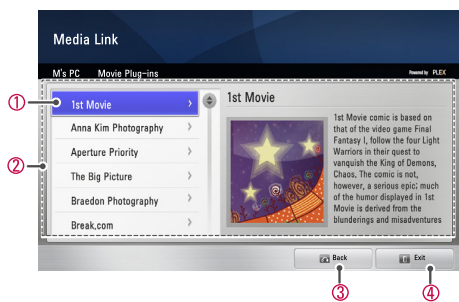 Media Link
M's PC Movie Plug-ins
Powered by PLEX
①
②
1st Movie
Anna Kim Photography
Aperture Priority
The Big Picture
Braedon Photography
Break,com
1st Movie
1st Movie comic is based on
that of the video game Final
Fantasy I, follow the four Light
Warriors in their quest to
vanquish the King of Demons,
Chaos, The comic is not,
however, a serious epic; much
of the humor displayed in 1st
Movie is derived from the
blunderings and misadventures
Back
Exit
③
④